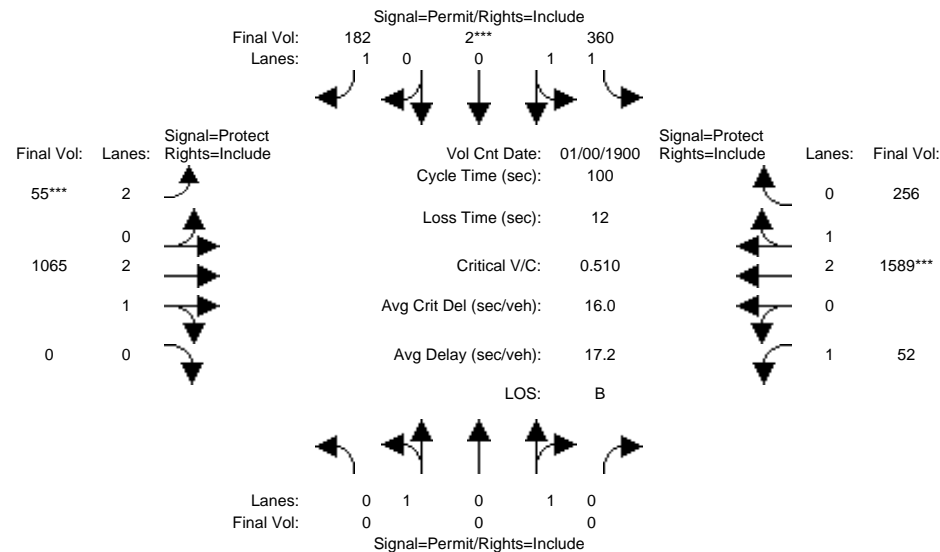 Signal=Permit/Rights=Include
Final Vol: 182 2*** 360
Lanes: 1 0 0 1 1
Signal=Protect Signal=Protect
Final Vol: Lanes: Rights=Include Vol Cnt Date: 01/00/1900 Rights=Include Lanes: Final Vol:
Cycle Time (sec): 100
55*** 2 0 256
Loss Time (sec): 12
0 1
1065 2 Critical V/C: 0.510 2 1589***
1 Avg Crit Del (sec/veh): 16.0 0
0 0 Avg Delay (sec/veh): 17.2 1 52
LOS: B
Lanes: 0 1 0 1 0
Final Vol: 0 0 0
Signal=Permit/Rights=Include